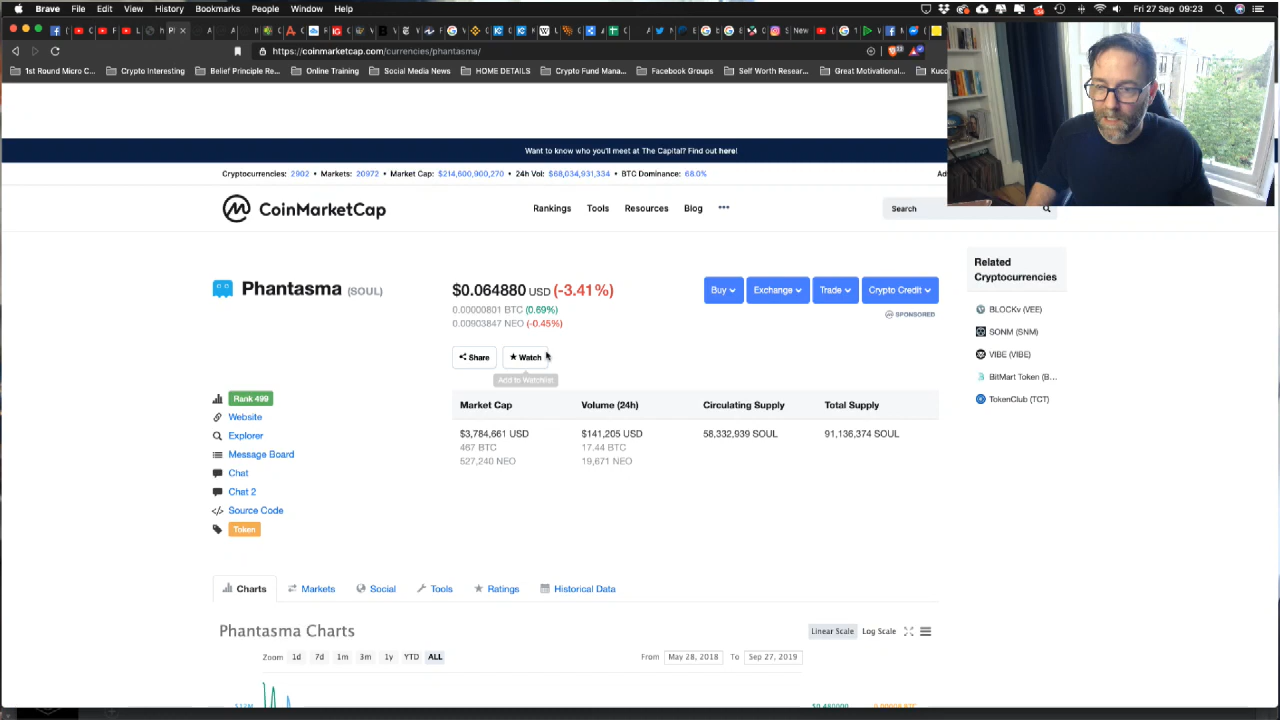 Brave File Edit View History Bookmarks People Window Help
Fri 27 Sep 09:23
https://coinmarketcap.com/currencies/phantasma/
1st Round Micro C... Crypto Interesting Belief Principle Re... Online Training Social Media News HOME DETAILS Crypto Fund Mana... Facebook Groups Self Worth Resear... Great Motivational...
Want to know who you'll meet at The Capital? Find out here!
Cryptocurrencies: 2902 • Markets: 20972 • Market Cap: $214,600,900,270 • 24h Vol: $68,034,931,334 • BTC Dominance: 68.0%
CoinMarketCap
Rankings Tools Resources Blog ••• Search
Phantasma (SOUL)
$0.064880 USD (-3.41%)
0.00000801 BTC (0.69%)
0.00903847 NEO (-0.45%)
Buy Exchange Trade Crypto Credit
SPONSORED
Share Watch
Add to Watchlist
Related
Cryptocurrencies
BLOCKv (VEE)
SONM (SNM)
VIBE (VIBE)
BitMart Token (B...
TokenClub (TCT)
Rank 499
Website
Explorer
Message Board
Chat
Chat 2
Source Code
Token
Market Cap Volume (24h) Circulating Supply Total Supply
$3,784,661 USD $141,205 USD 58,332,939 SOUL 91,136,374 SOUL
467 BTC 17.44 BTC
527,240 NEO 19,671 NEO
Charts Markets Social Tools Ratings Historical Data
Phantasma Charts
Linear Scale Log Scale
Zoom 1d 7d 1m 3m 1y YTD ALL
From May 28, 2018 To Sep 27, 2019